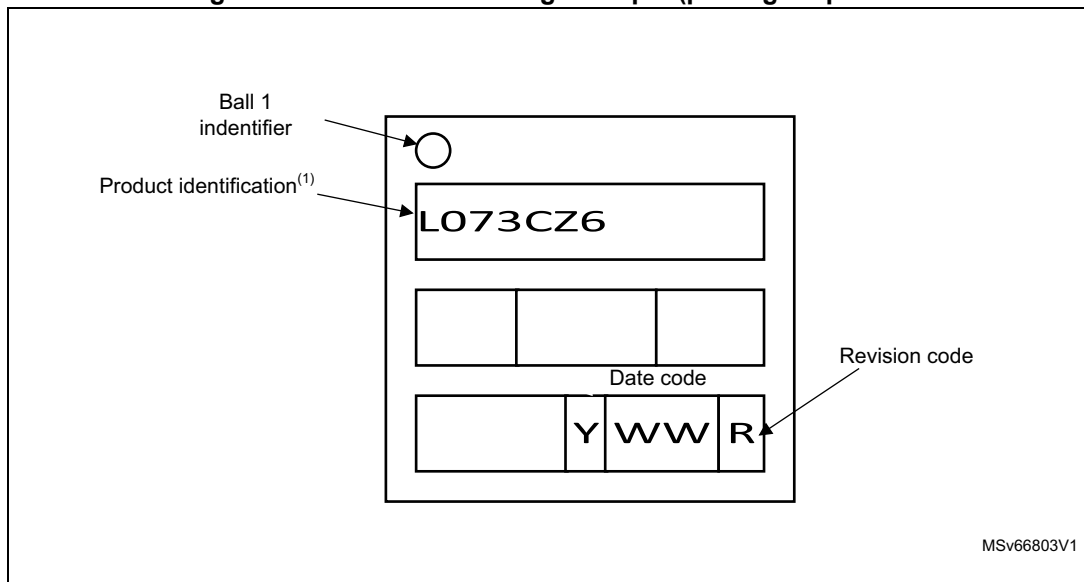 Ball 1
indentifier
Product identification(1)
L073CZ6
Revision code
Date code
Y WW R
MSv66803V1